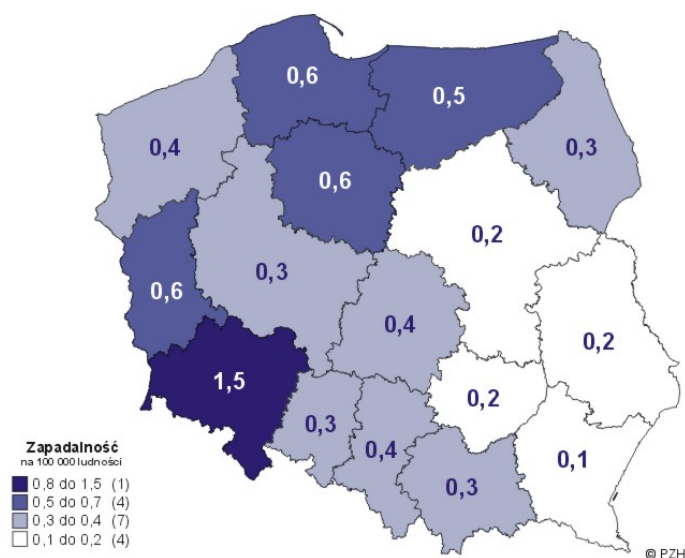 0,6
0,5
0,4
0,3
0,6
0,2
0,3
0,6
0,4
0,2
1,5
0,2
0,3
0,4
0,1
0,3
Zapadalność
na 100 000 ludności
0,8 do 1,5 (1)
0,5 do 0,7 (4)
0,3 do 0,4 (7)
0,1 do 0,2 (4)
© PZH